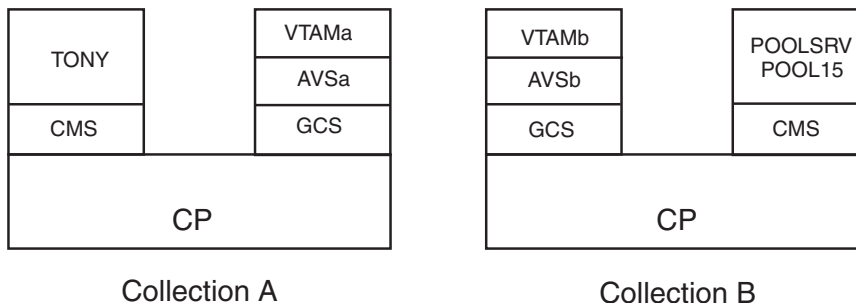 TONY
CMS
VTAMa
AVSa
GCS
CP
Collection A
VTAMb
AVSb
GCS
POOLSRV
POOL15
CMS
CP
Collection B